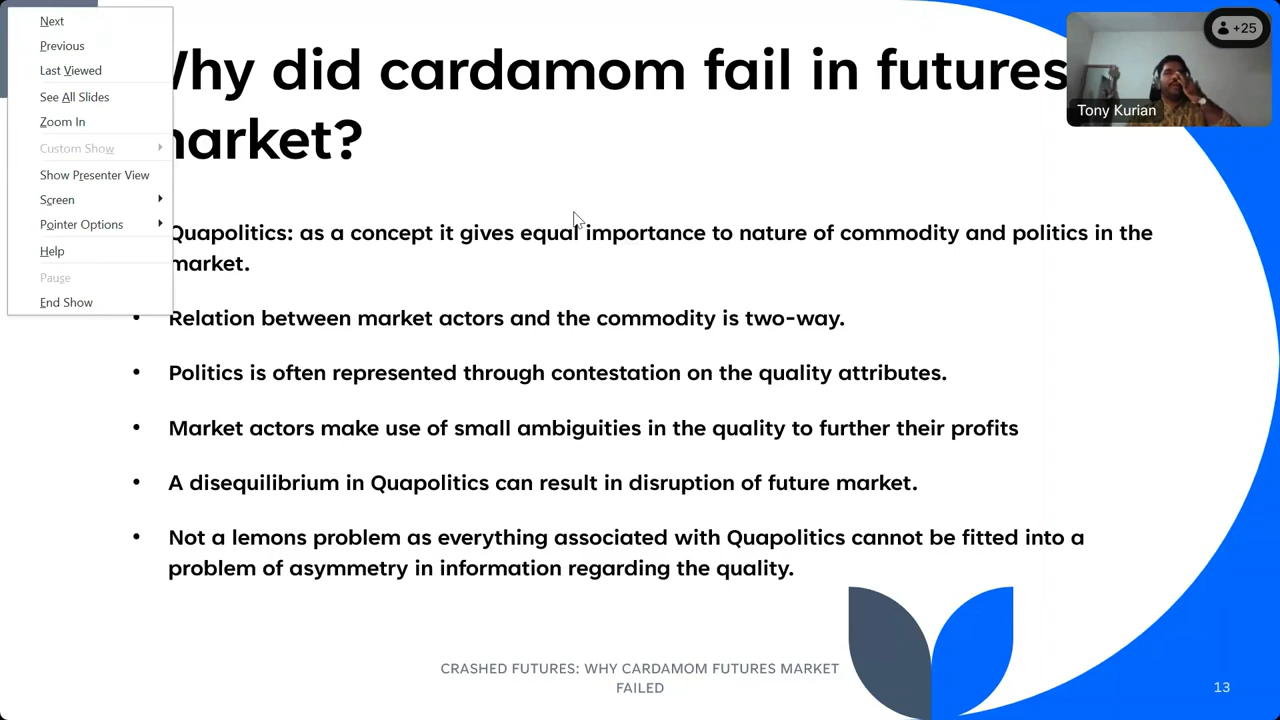 Next
Previous
Last Viewed
See All Slides
Zoom In
Custom Show
Show Presenter View
Screen
Pointer Options
Help
Pause
End Show
Why did cardamom fail in futures
market?
+25
Tony Kurian
Quapolitics: as a concept it gives equal importance to nature of commodity and politics in the
market.
• Relation between market actors and the commodity is two-way.
• Politics is often represented through contestation on the quality attributes.
• Market actors make use of small ambiguities in the quality to further their profits
• A disequilibrium in Quapolitics can result in disruption of future market.
• Not a lemons problem as everything associated with Quapolitics cannot be fitted into a
problem of asymmetry in information regarding the quality.
CRASHED FUTURES: WHY CARDAMOM FUTURES MARKET
FAILED
13